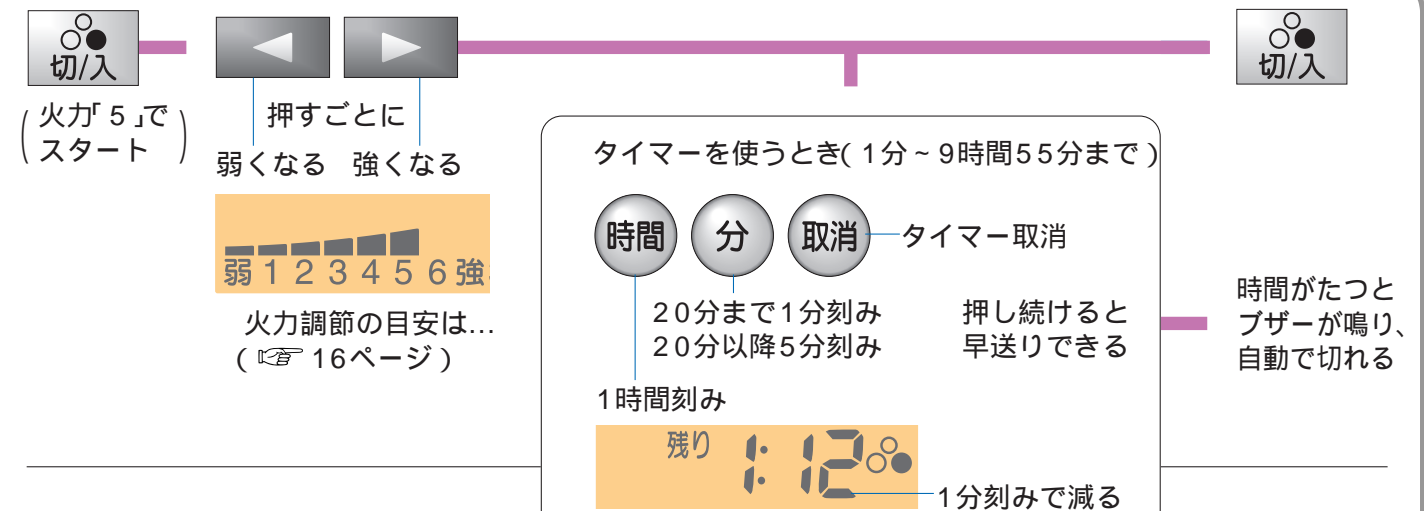 切/入
(火力「5」で
スタート)
押すごとに
弱くなる 強くなる
弱 1 2 3 4 5 6 強
火力調節の目安は…
(☞ 16ページ)
タイマーを使うとき(1分~9時間55分まで)
時間 分 取消 タイマー取消
20分まで1分刻み
20分以降5分刻み
押し続けると
早送りできる
1時間刻み
残り 1:12
1分刻みで減る
切/入
時間がたつと
ブザーが鳴り、
自動で切れる